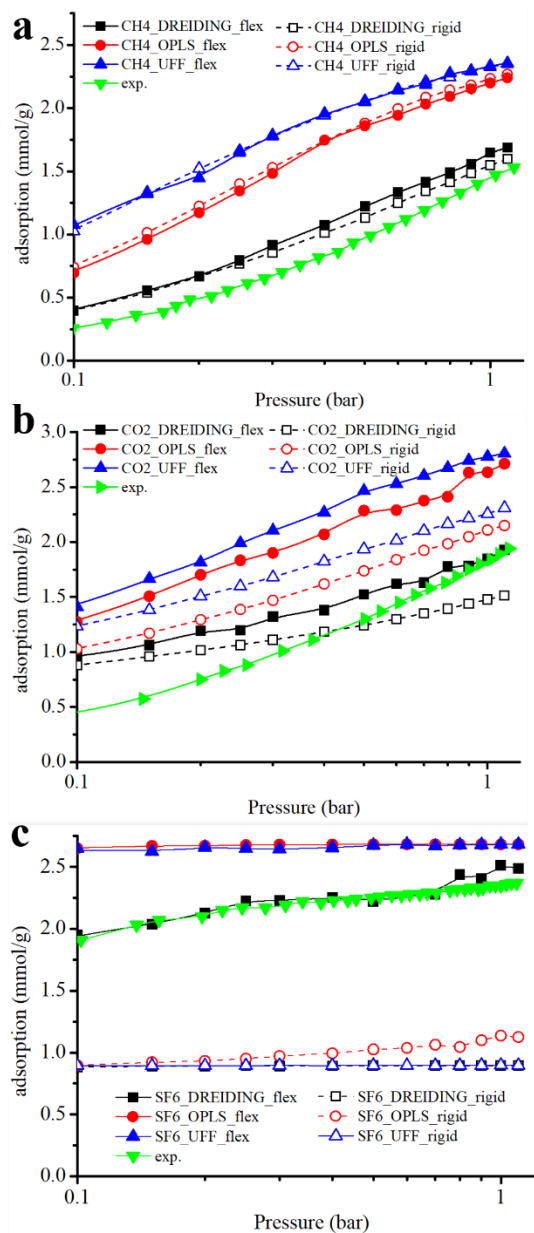 a
CH4_DREIDING_flex CH4_DREIDING_rigid
CH4_OPLS_flex CH4_OPLS_rigid
CH4_UFF_flex CH4_UFF_rigid
exp.
2.5
2.0
1.5
1.0
0.5
0.0
adsorption (mmol/g)
0.1 1
Pressure (bar)
b
CO2_DREIDING_flex CO2_DREIDING_rigid
CO2_OPLS_flex CO2_OPLS_rigid
CO2_UFF_flex CO2_UFF_rigid
exp.
3.0
2.5
2.0
1.5
1.0
0.5
0.0
adsorption (mmol/g)
0.1 1
Pressure (bar)
c
2.5
2.0
1.5
1.0
0.5
0.0
adsorption (mmol/g)
SF6_DREIDING_flex SF6_DREIDING_rigid
SF6_OPLS_flex SF6_OPLS_rigid
SF6_UFF_flex SF6_UFF_rigid
exp.
0.1 1
Pressure (bar)